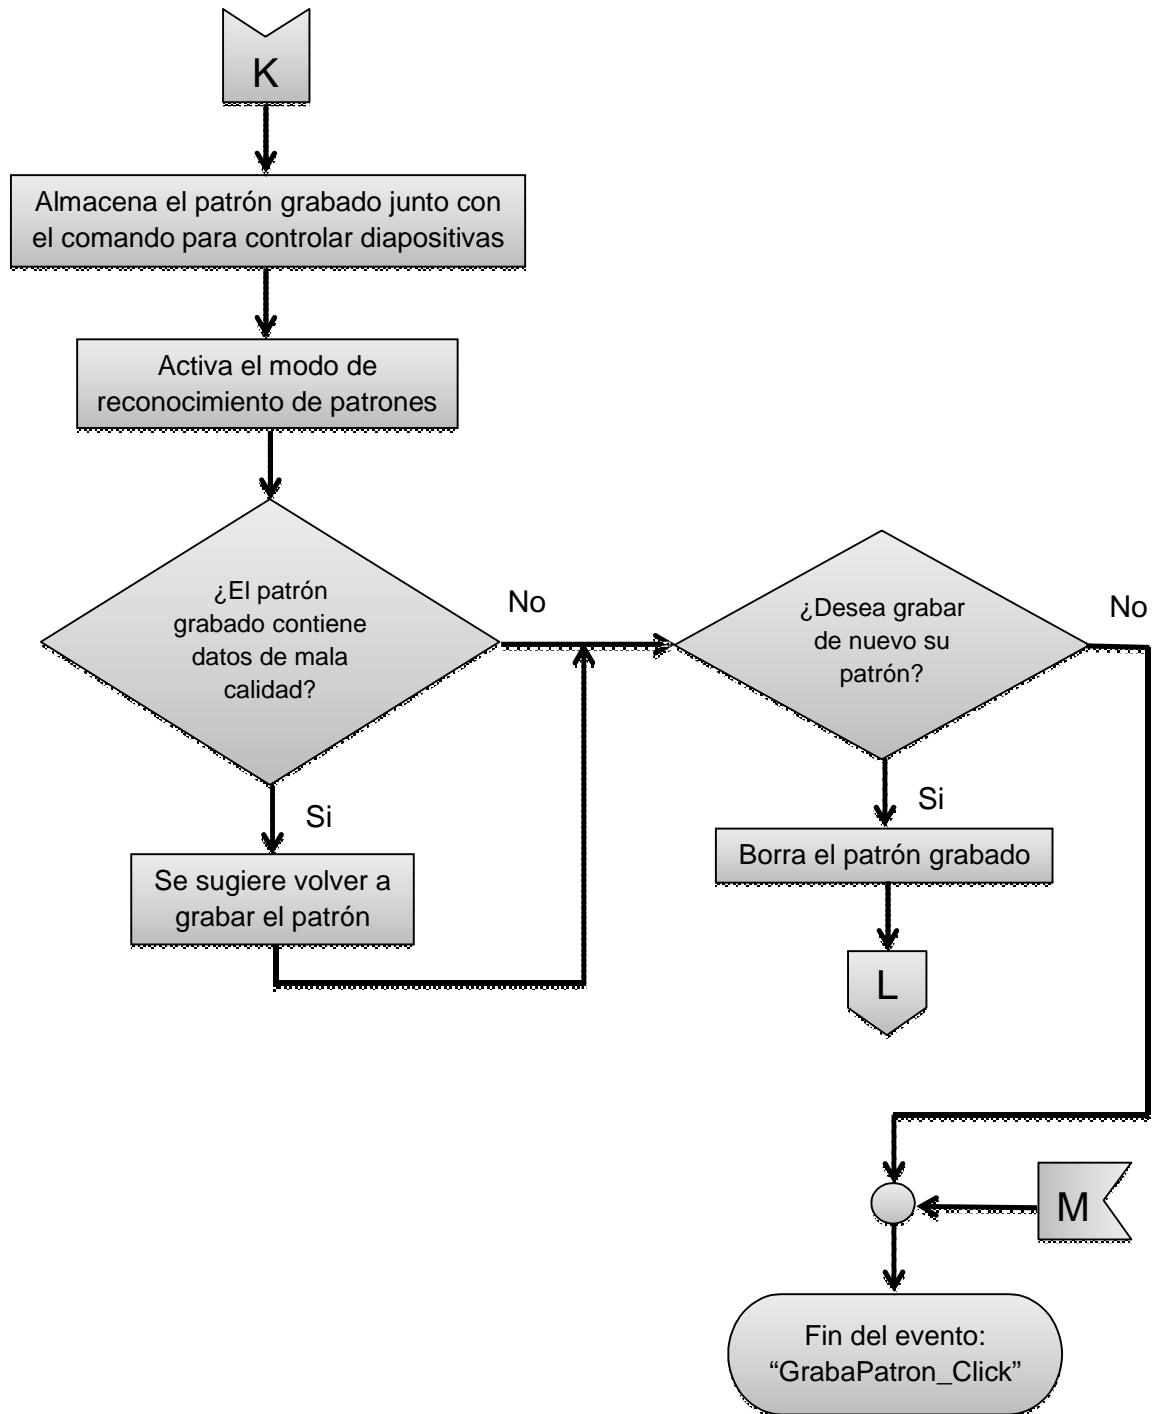 K
Almacena el patrón grabado junto con
el comando para controlar diapositivas
Activa el modo de
reconocimiento de patrones
¿El patrón
grabado contiene
datos de mala
calidad?
No
Si
Se sugiere volver a
grabar el patrón
¿Desea grabar
de nuevo su
patrón?
No
Si
Borra el patrón grabado
L
M
Fin del evento:
“GrabaPatron_Click”